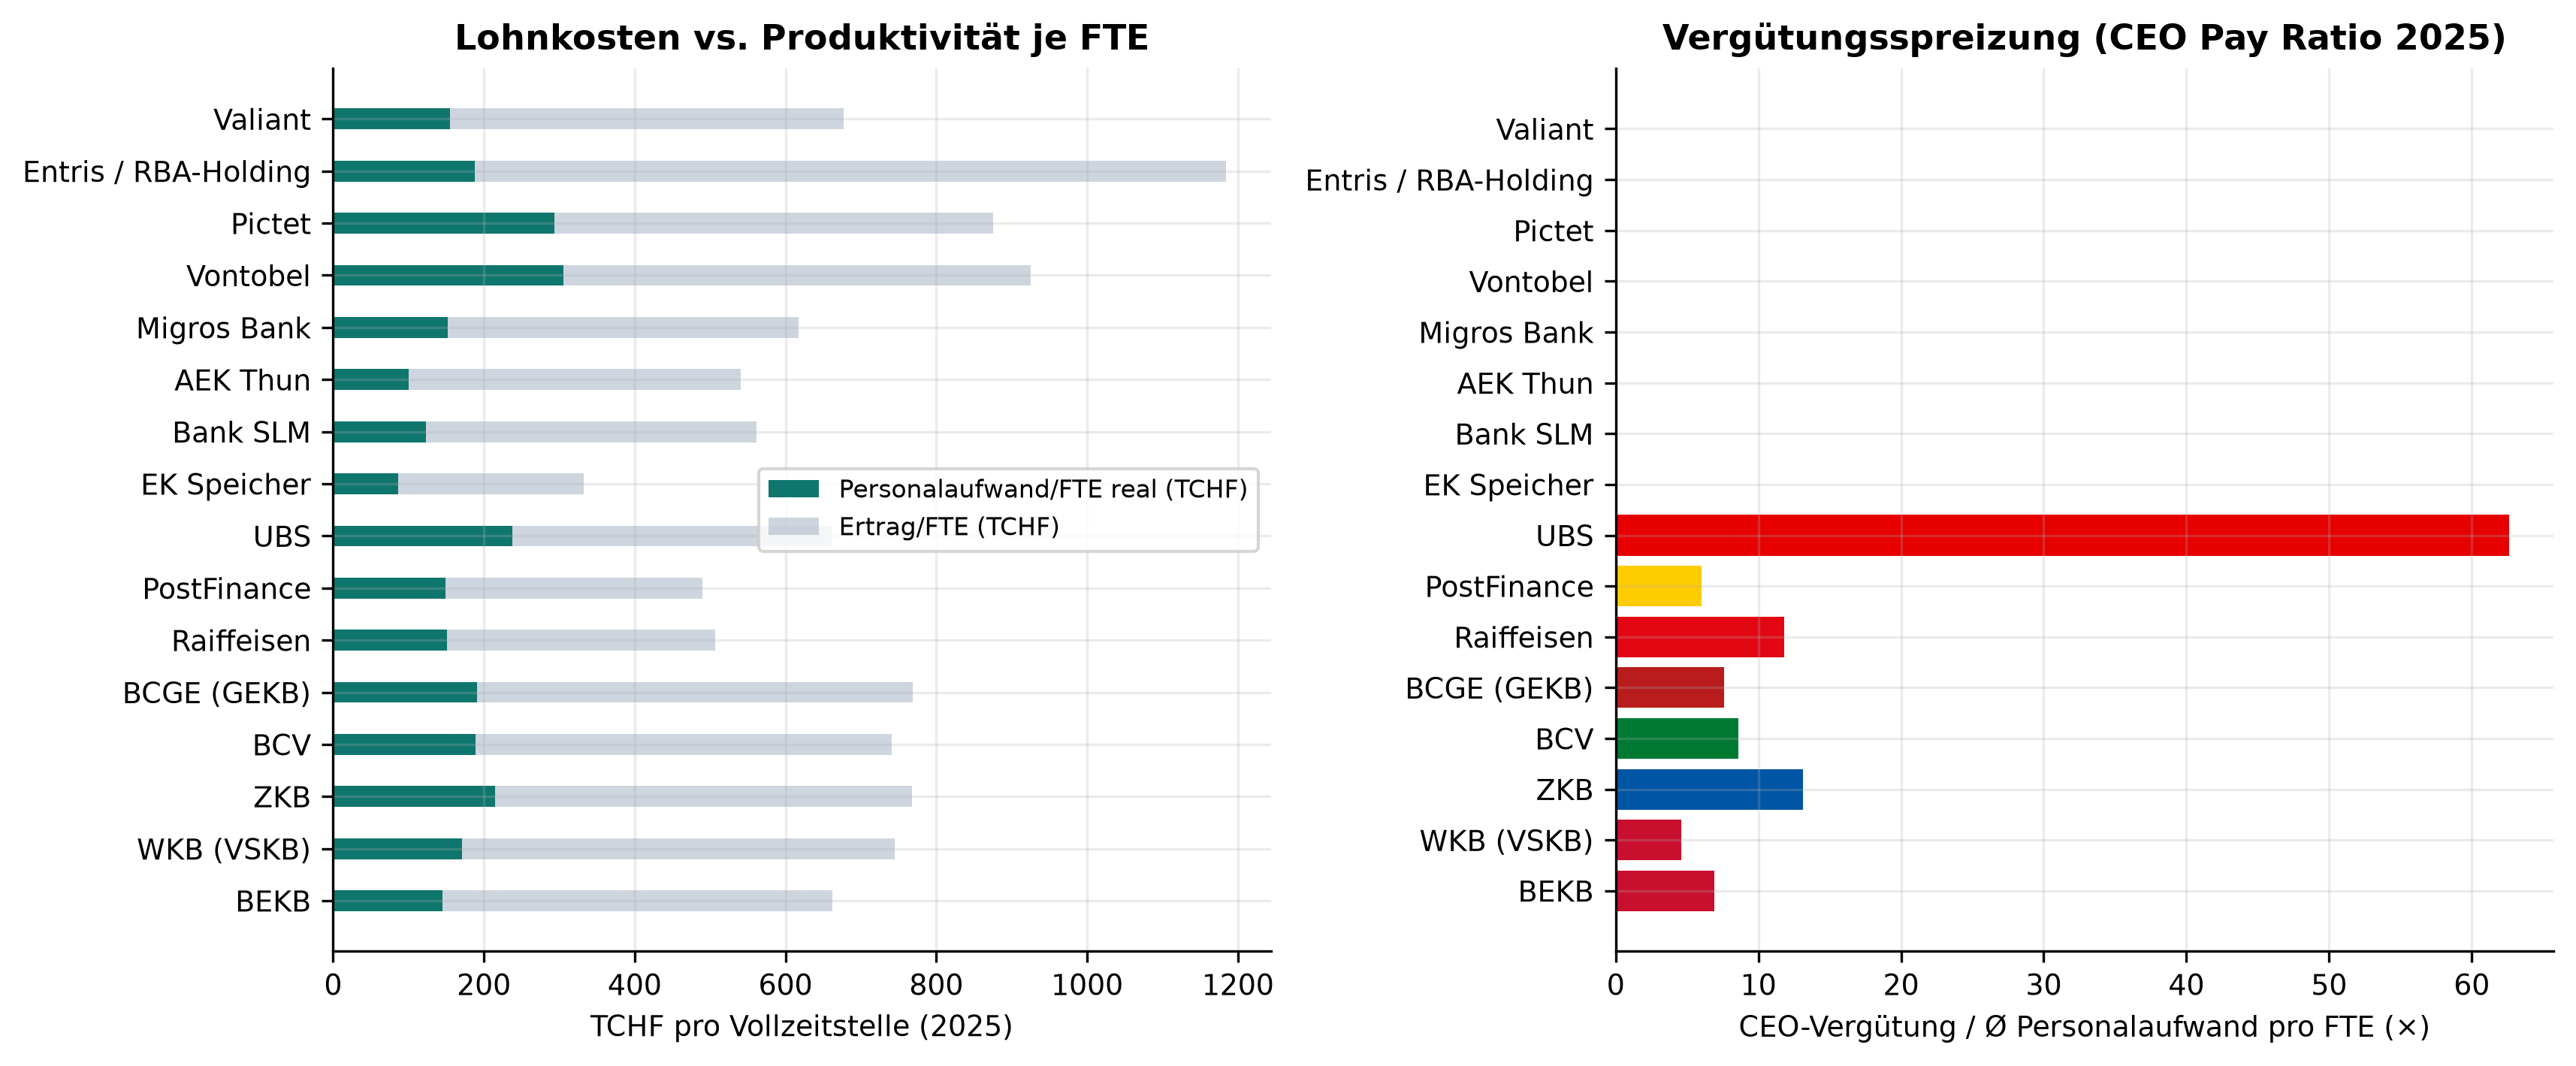 Lohnkosten vs. Produktivität je FTE
Valiant
Entris / RBA-Holding
Pictet
Vontobel
Migros Bank
AEK Thun
Bank SLM
EK Speicher
UBS
PostFinance
Raiffeisen
BCGE (GEKB)
BCV
ZKB
WKB (VSKB)
BEKB
Personalaufwand/FTE real (TCHF)
Ertrag/FTE (TCHF)
0 200 400 600 800 1000 1200
TCHF pro Vollzeitstelle (2025)
Vergütungsspreizung (CEO Pay Ratio 2025)
Valiant
Entris / RBA-Holding
Pictet
Vontobel
Migros Bank
AEK Thun
Bank SLM
EK Speicher
UBS
PostFinance
Raiffeisen
BCGE (GEKB)
BCV
ZKB
WKB (VSKB)
BEKB
0 10 20 30 40 50 60
CEO-Vergütung / Ø Personalaufwand pro FTE (×)